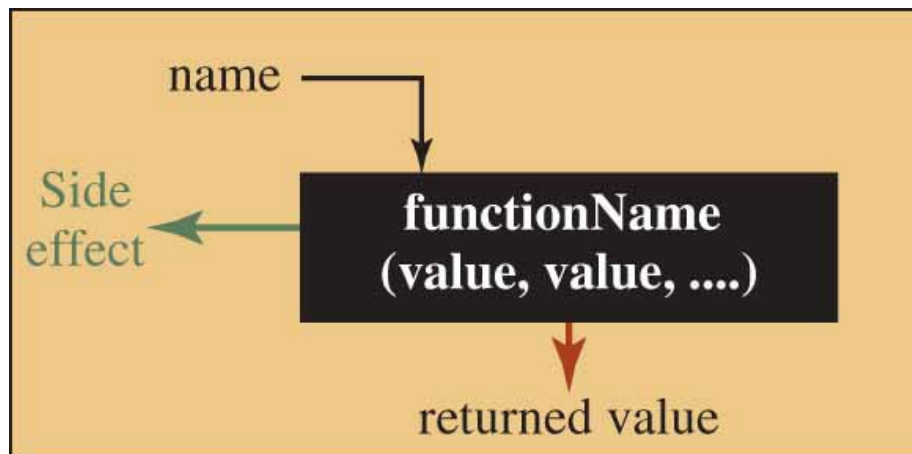 name
Side
effect
functionName
(value, value, ....)
returned value